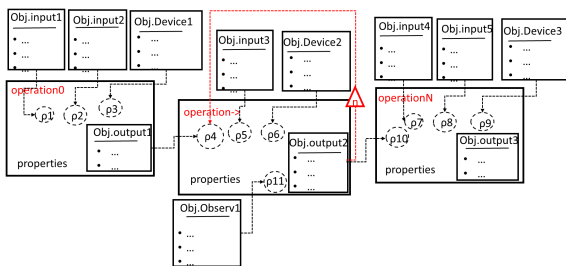 Obj.input1
• ...
• ...
Obj.input2
• ...
• ...
Obj.Device1
• ...
• ...
operation0
ρ1
ρ2
ρ3
Obj.output1
• ...
• ...
properties
Obj.input3
• ...
• ...
Obj.Device2
• ...
• ...
operation->
ρ4
ρ5
ρ6
Obj.output2
• ...
• ...
ρ11
properties
Obj.Observ1
• ...
• ...
Obj.input4
• ...
• ...
Obj.input5
• ...
• ...
Obj.Device3
• ...
• ...
operationN
ρ10
ρ7
ρ8
ρ9
Obj.output3
• ...
• ...
properties
n